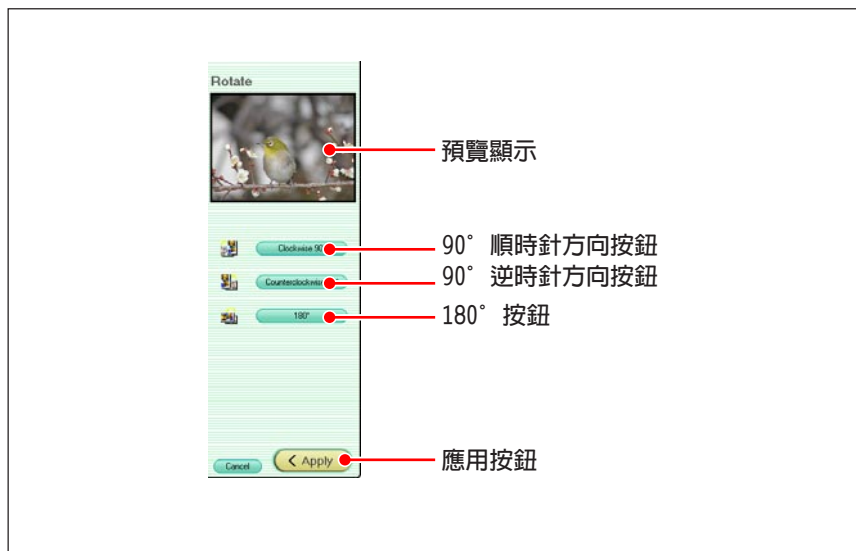 Rotate
預覽顯示
Clockwise 90°
90° 順時針方向按鈕
Counterclockwise
90° 逆時針方向按鈕
180°
180° 按鈕
Cancel
< Apply
應用按鈕